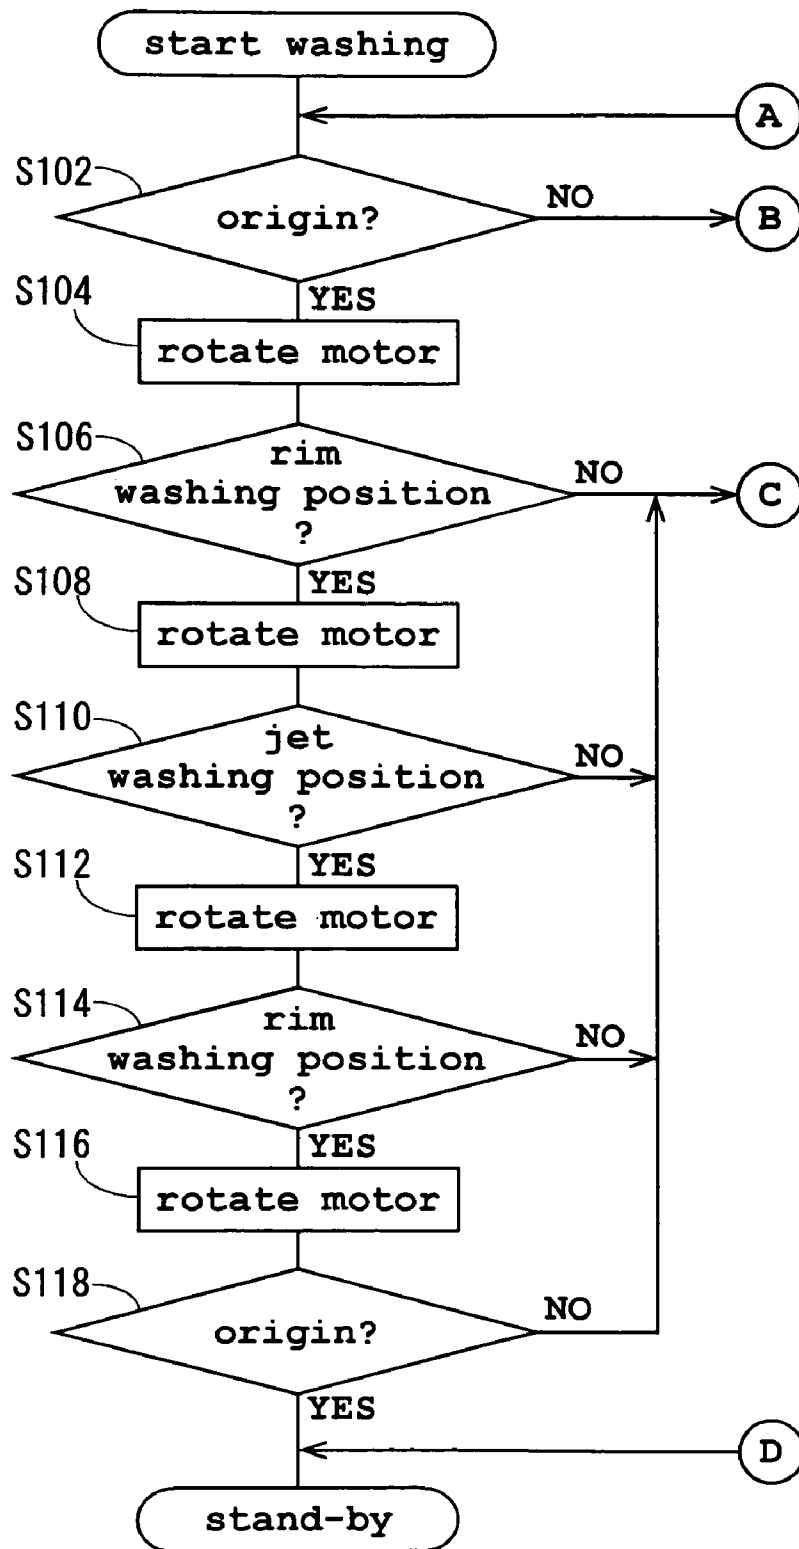 start washing
A
S102
origin?
NO
B
YES
S104
rotate motor
S106
rim
washing position
?
NO
C
YES
S108
rotate motor
S110
jet
washing position
?
NO
YES
S112
rotate motor
S114
rim
washing position
?
NO
YES
S116
rotate motor
S118
origin?
NO
YES
D
stand-by